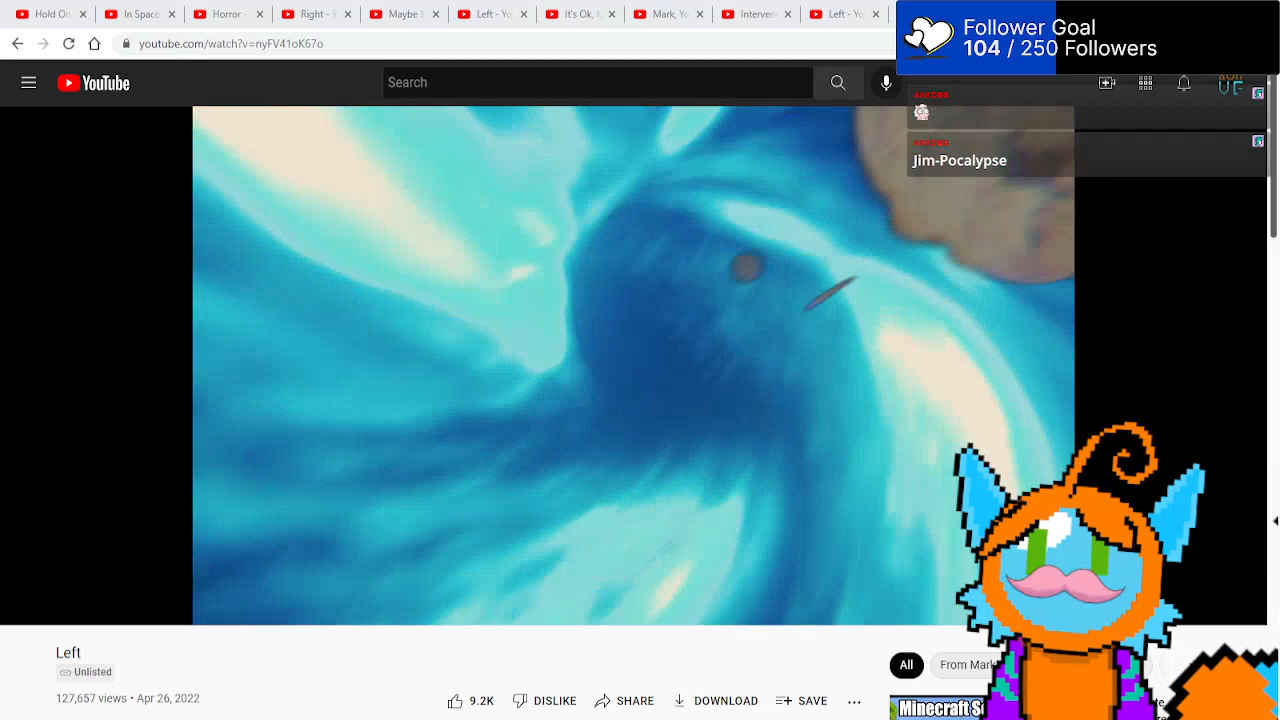 Hold On
In Space
Horror -
Right - Y
Maybe M
Left - Yo
It's Ok, I
Mark, Yo
Interven
Left - Yo
youtube.com/watch?v=nyFV41oK67o
Follower Goal
104 / 250 Followers
YouTube
Search
Jim-Pocalypse
Left
Unlisted
127,657 views • Apr 26, 2022
9.2K
DISLIKE
SHARE
DOWNLOAD
SAVE
All
From Mark
Minecraft